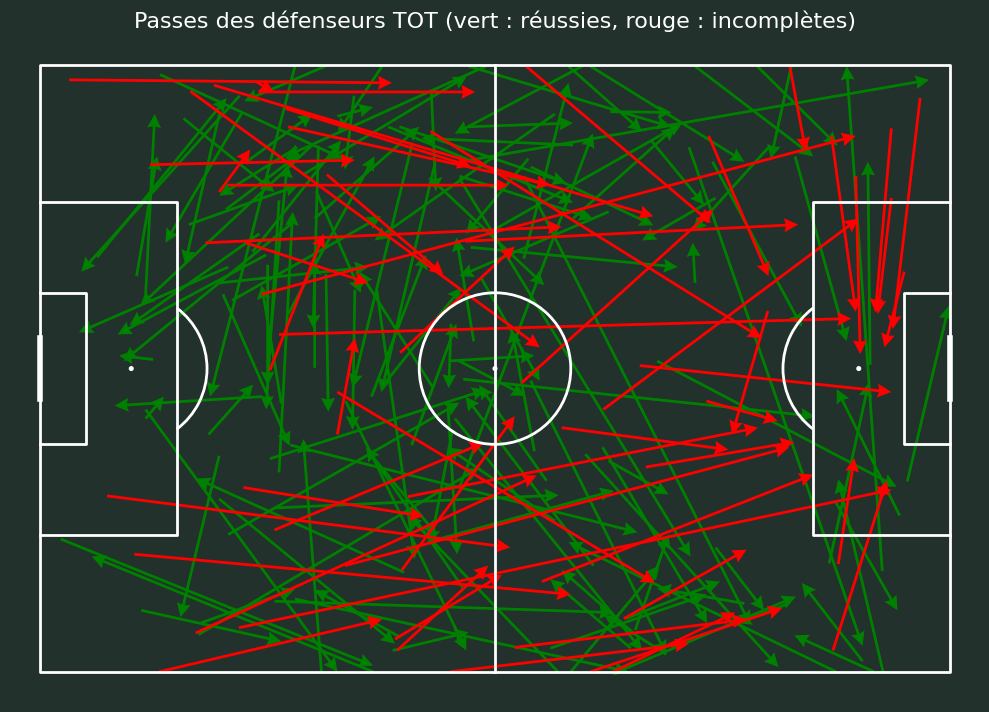 Passes des défenseurs TOT (vert : réussies, rouge : incomplètes)